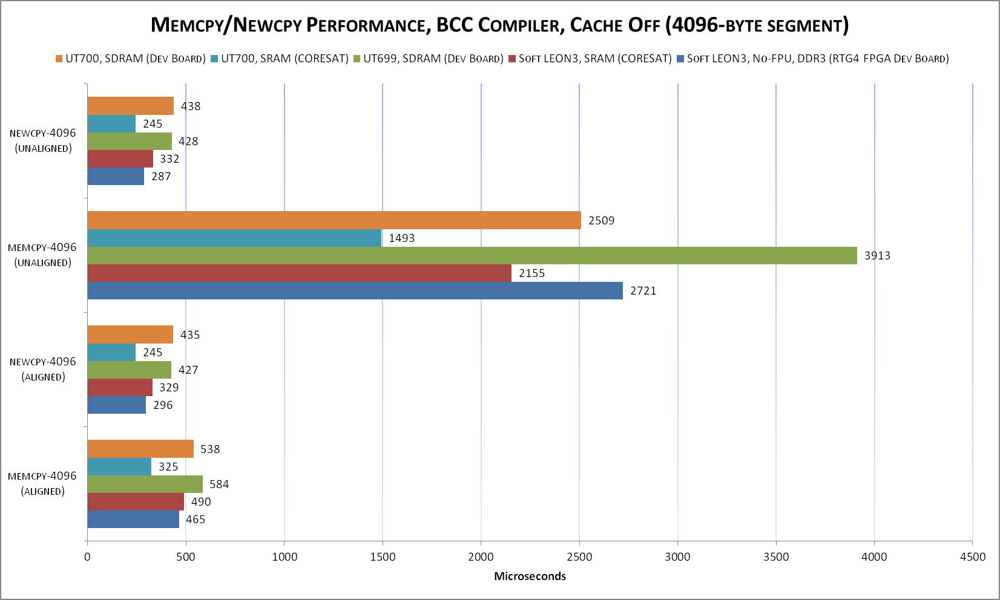 Memcpy/Newcpy Performance, BCC Compiler, Cache Off (4096-byte segment)
UT700, SDRAM (Dev Board) UT700, SRAM (CORESAT) UT699, SDRAM (Dev Board) Soft LEON3, SRAM (CORESAT) Soft LEON3, No-FPU, DDR3 (RTG4 FPGA Dev Board)
newcpy-4096
(unaligned)
438
245
428
332
287
memcpy-4096
(unaligned)
2509
1493
3913
2155
2721
newcpy-4096
(aligned)
435
245
427
329
296
memcpy-4096
(aligned)
538
325
584
490
465
0 500 1000 1500 2000 2500 3000 3500 4000 4500
Microseconds